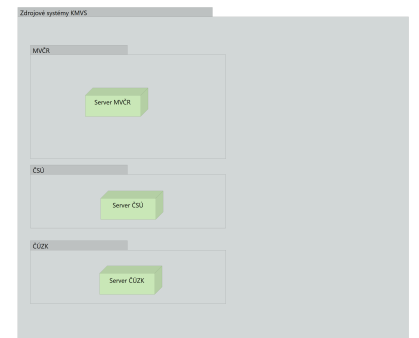 Zdrojové systémy KMVS
MVČR
Server MVČR
ČSÚ
Server ČSÚ
ČÚZK
Server ČÚZK